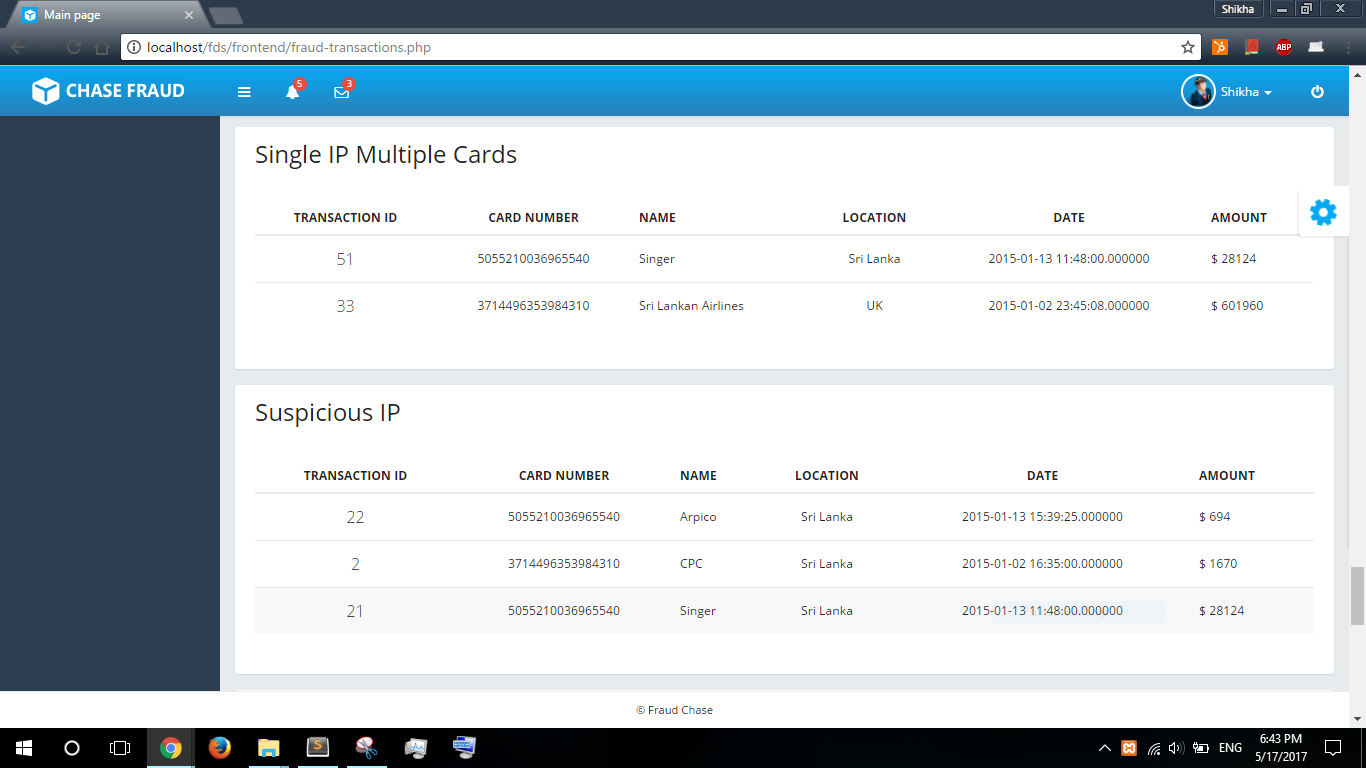 Main page
Shikha
localhost/fds/frontend/fraud-transactions.php
ABP
CHASE FRAUD 5 3 Shikha
Single IP Multiple Cards
TRANSACTION ID CARD NUMBER NAME LOCATION DATE AMOUNT
51 5055210036965540 Singer Sri Lanka 2015-01-13 11:48:00.000000 $ 28124
33 3714496353984310 Sri Lankan Airlines UK 2015-01-02 23:45:08.000000 $ 601960
Suspicious IP
TRANSACTION ID CARD NUMBER NAME LOCATION DATE AMOUNT
22 5055210036965540 Arpico Sri Lanka 2015-01-13 15:39:25.000000 $ 694
2 3714496353984310 CPC Sri Lanka 2015-01-02 16:35:00.000000 $ 1670
21 5055210036965540 Singer Sri Lanka 2015-01-13 11:48:00.000000 $ 28124
© Fraud Chase
ENG
6:43 PM
5/17/2017